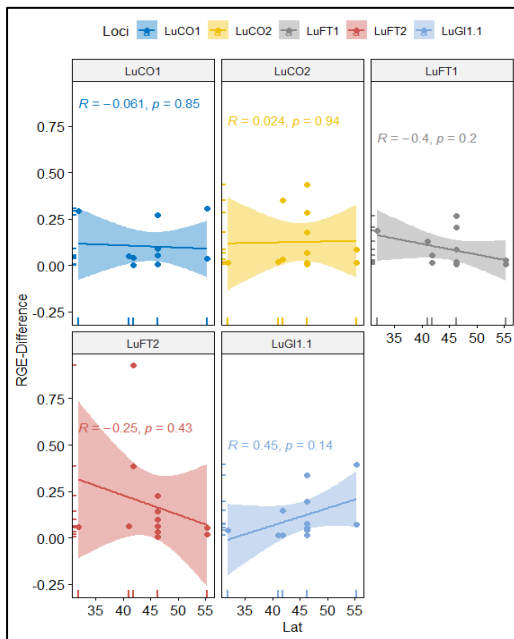 Loci LuCO1 LuCO2 LuFT1 LuFT2 LuGI1.1
LuCO1 LuCO2 LuFT1
R = −0.061, p = 0.85
R = 0.024, p = 0.94
R = −0.4, p = 0.2
0.75
0.50
0.25
0.00
-0.25
35 40 45 50 55
LuFT2 LuGI1.1
R = −0.25, p = 0.43
R = 0.45, p = 0.14
0.75
0.50
0.25
0.00
-0.25
35 40 45 50 55 35 40 45 50 55
RGE-Difference
Lat